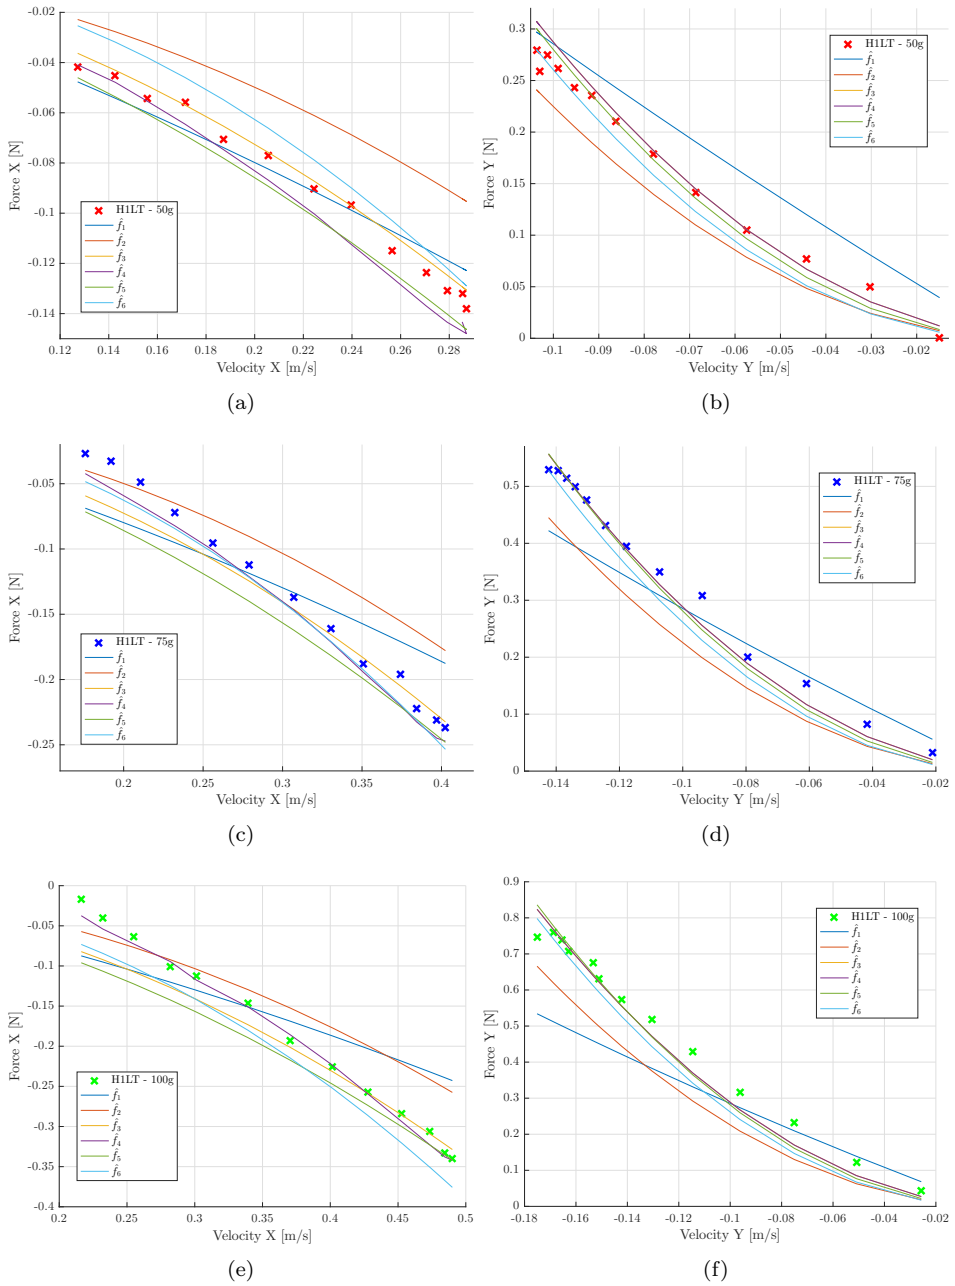 -0.02
-0.04
-0.06
-0.08
-0.1
-0.12
-0.14
Force X [N]
H1LT - 50g
f̂₁
f̂₂
f̂₃
f̂₄
f̂₅
f̂₆
0.12 0.14 0.16 0.18 0.2 0.22 0.24 0.26 0.28
Velocity X [m/s]
(a)
0.3
0.25
0.2
0.15
0.1
0.05
0
Force Y [N]
H1LT - 50g
f̂₁
f̂₂
f̂₃
f̂₄
f̂₅
f̂₆
-0.1 -0.09 -0.08 -0.07 -0.06 -0.05 -0.04 -0.03 -0.02
Velocity Y [m/s]
(b)
-0.05
-0.1
-0.15
-0.2
-0.25
Force X [N]
H1LT - 75g
f̂₁
f̂₂
f̂₃
f̂₄
f̂₅
f̂₆
0.2 0.25 0.3 0.35 0.4
Velocity X [m/s]
(c)
0.5
0.4
0.3
0.2
0.1
0
Force Y [N]
H1LT - 75g
f̂₁
f̂₂
f̂₃
f̂₄
f̂₅
f̂₆
-0.14 -0.12 -0.1 -0.08 -0.06 -0.04 -0.02
Velocity Y [m/s]
(d)
0
-0.05
-0.1
-0.15
-0.2
-0.25
-0.3
-0.35
-0.4
Force X [N]
H1LT - 100g
f̂₁
f̂₂
f̂₃
f̂₄
f̂₅
f̂₆
0.2 0.25 0.3 0.35 0.4 0.45 0.5
Velocity X [m/s]
(e)
0.9
0.8
0.7
0.6
0.5
0.4
0.3
0.2
0.1
0
Force Y [N]
H1LT - 100g
f̂₁
f̂₂
f̂₃
f̂₄
f̂₅
f̂₆
-0.18 -0.16 -0.14 -0.12 -0.1 -0.08 -0.06 -0.04 -0.02
Velocity Y [m/s]
(f)